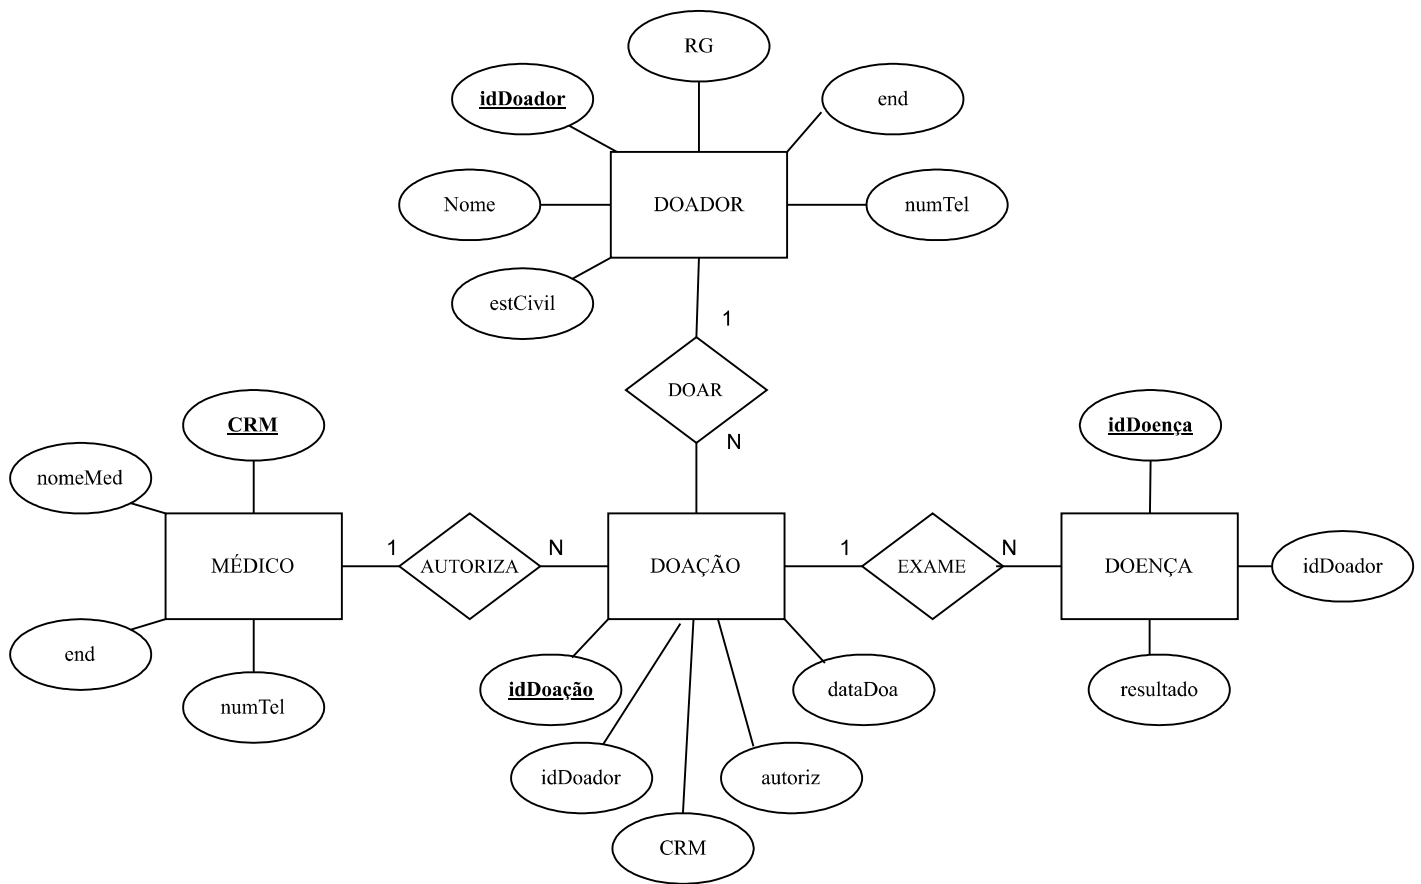 RG
idDoador
end
Nome
DOADOR
numTel
estCivil
1
DOAR
N
CRM
idDoença
nomeMed
MÉDICO
1
AUTORIZA
N
DOAÇÃO
1
EXAME
N
DOENÇA
idDoador
end
numTel
idDoação
dataDoa
resultado
idDoador
autoriz
CRM